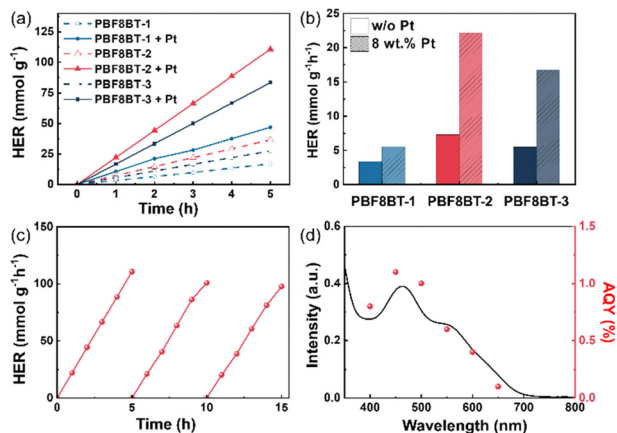 (a)
HER (mmol g⁻¹)
125
100
75
50
25
0
PBF8BT-1
PBF8BT-1 + Pt
PBF8BT-2
PBF8BT-2 + Pt
PBF8BT-3
PBF8BT-3 + Pt
0 1 2 3 4 5
Time (h)
(b)
HER (mmol g⁻¹h⁻¹)
25
20
15
10
5
0
w/o Pt
8 wt.% Pt
PBF8BT-1 PBF8BT-2 PBF8BT-3
(c)
HER (mmol g⁻¹h⁻¹)
150
100
50
0
0 5 10 15
Time (h)
(d)
Intensity (a.u.)
0.6
0.4
0.2
0.0
400 500 600 700 800
Wavelength (nm)
1.5
1.0
0.5
0.0
AQY (%)